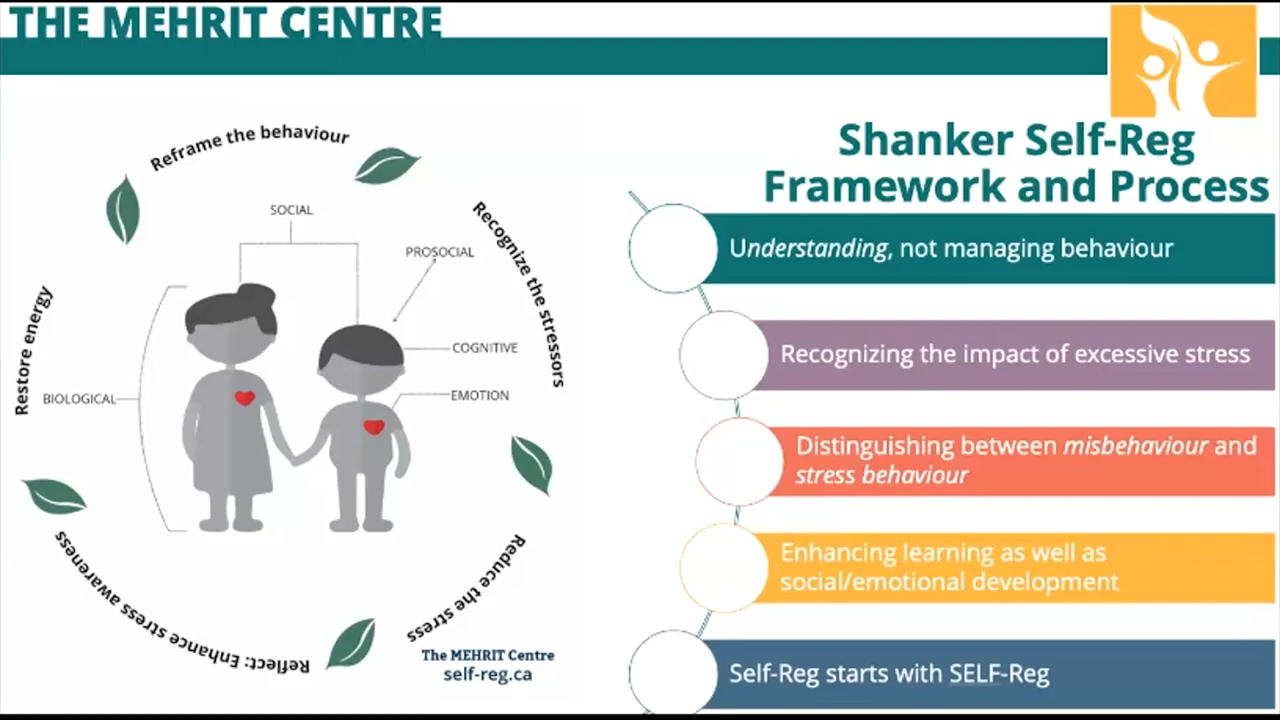 THE MEHRIT CENTRE
Reframe the behaviour
Recognize the stressors
Reduce the stress
Reflect: Enhance stress awareness
Restore energy
SOCIAL
PROSOCIAL
COGNITIVE
EMOTION
BIOLOGICAL
The MEHRIT Centre
self-reg.ca
Shanker Self-Reg
Framework and Process
Understanding, not managing behaviour
Recognizing the impact of excessive stress
Distinguishing between misbehaviour and
stress behaviour
Enhancing learning as well as
social/emotional development
Self-Reg starts with SELF-Reg